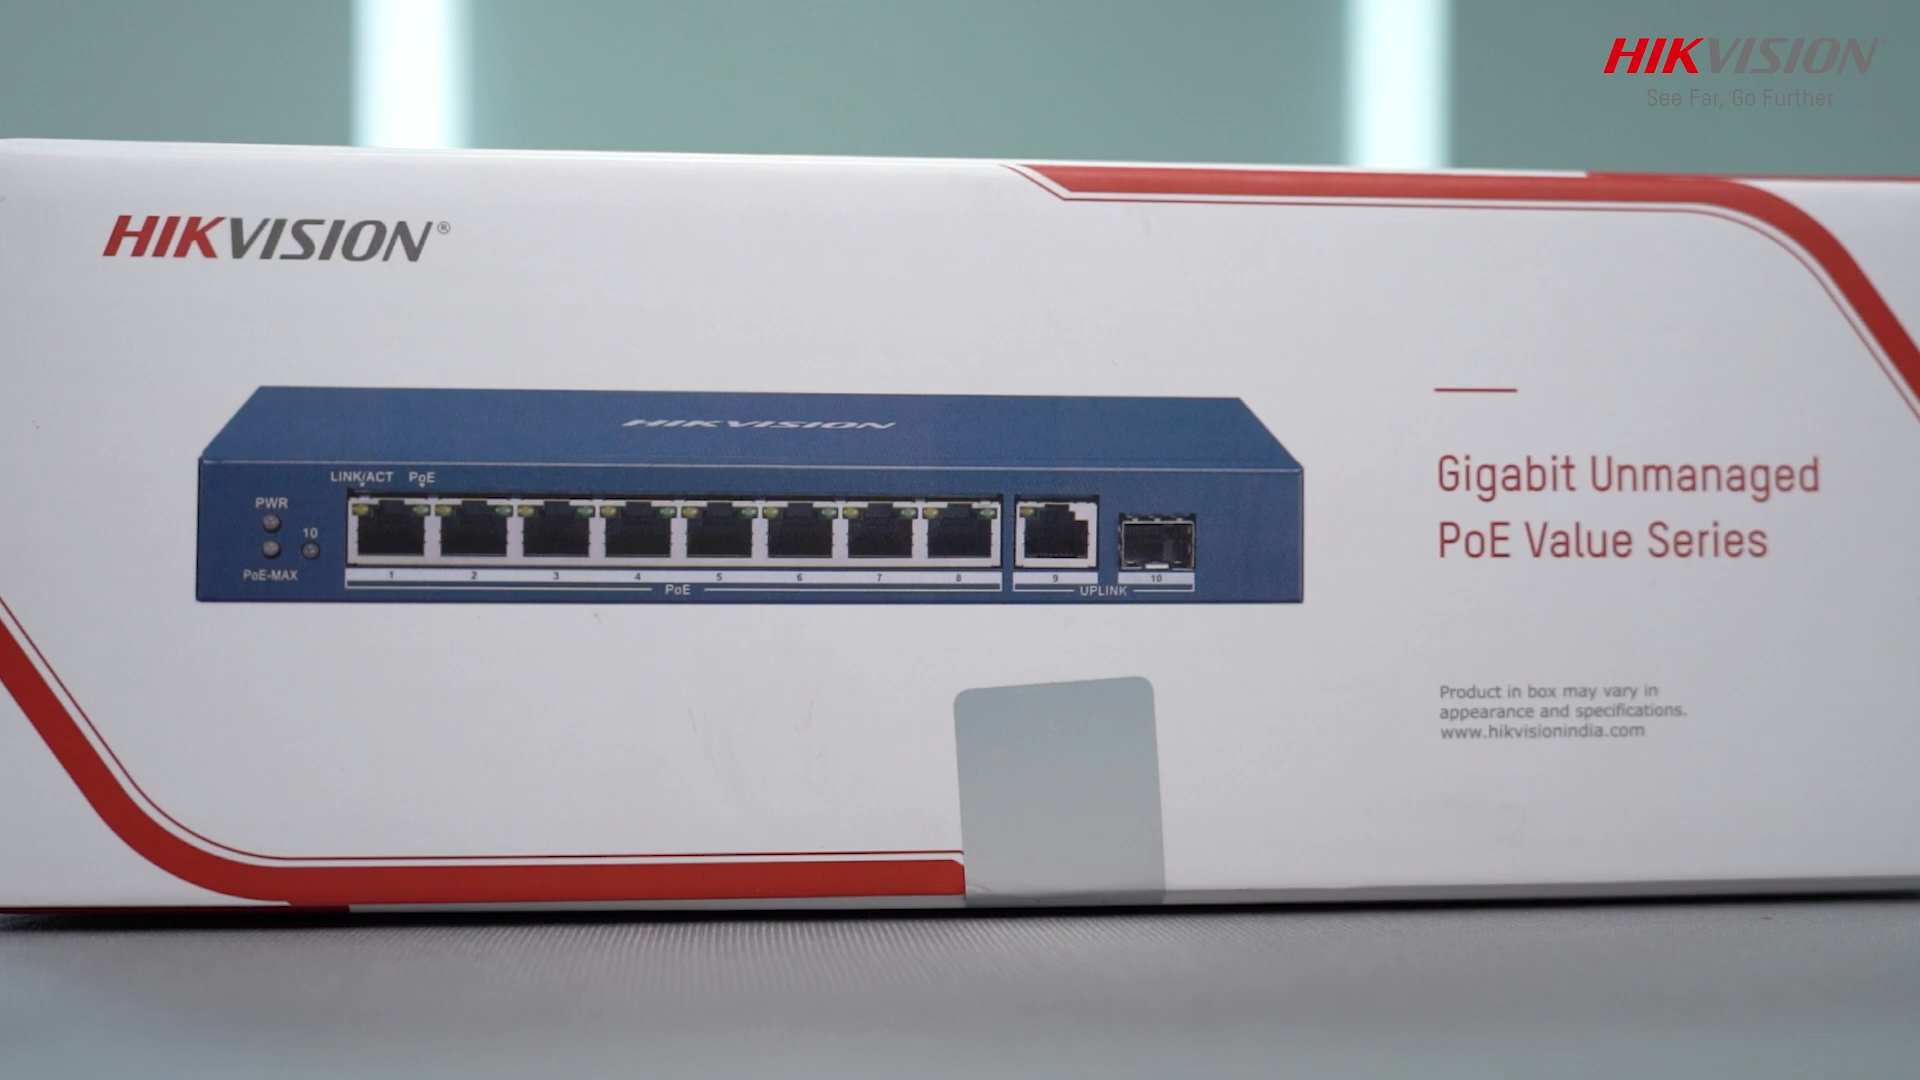 HIKVISION
See Far, Go Further
HIKVISION®
HIKVISION
LINK/ACT PoE
PWR
10
PoE-MAX
1 2 3 4 5 6 7 8 9 10
PoE
UPLINK
Gigabit Unmanaged
PoE Value Series
Product in box may vary in
appearance and specifications.
www.hikvisionindia.com